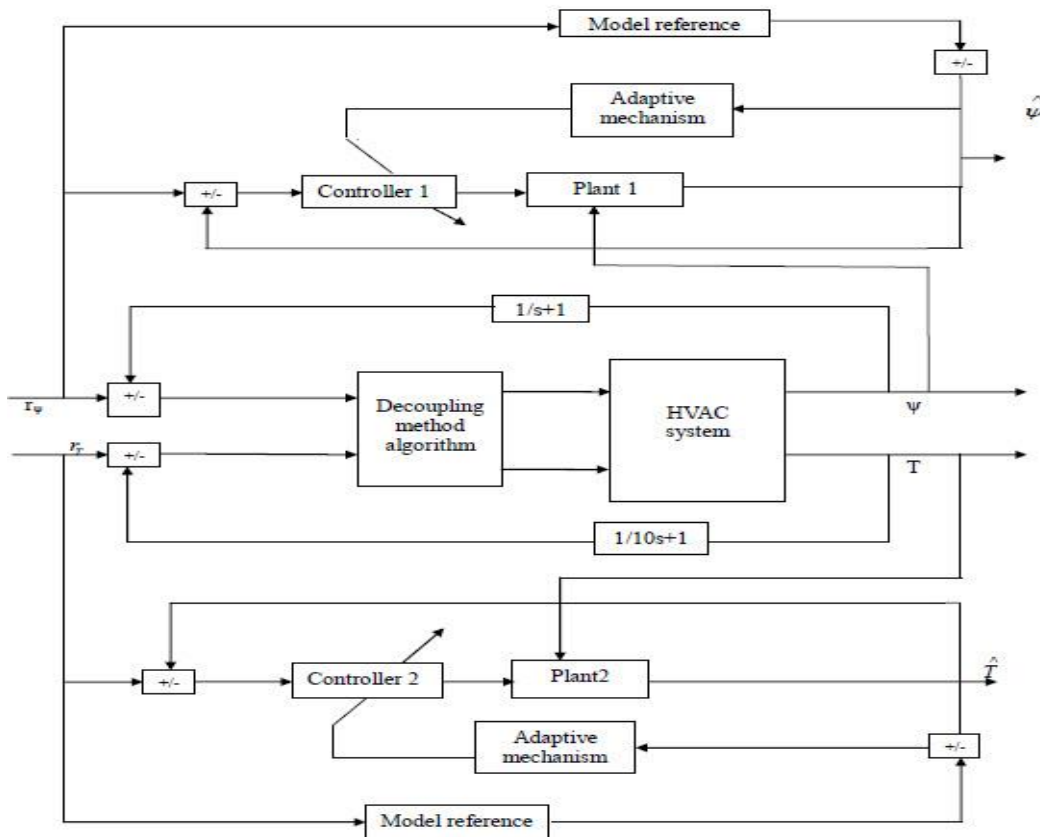 Model reference
+/-
Adaptive
mechanism
ψ̂
+/-
Controller 1
Plant 1
1/s+1
rψ
+/-
Decoupling
method
algorithm
HVAC
system
ψ
rT
+/-
T
1/10s+1
+/-
Controller 2
Plant2
T̂
Adaptive
mechanism
+/-
Model reference